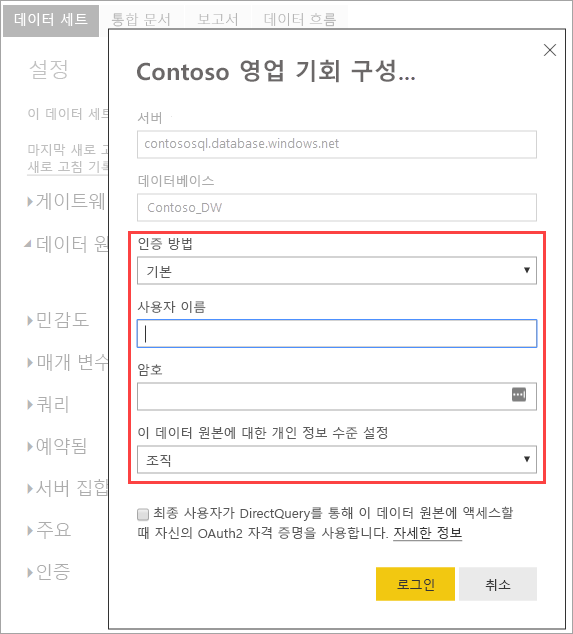 데이터 세트 통합 문서 보고서 데이터 흐름
설정
이 데이터 세트
마지막 새로 고
새로 고침 기록
게이트웨
데이터 원
민감도
매개 변수
쿼리
예약됨
서버 집합
주요
인증
Contoso 영업 기회 구성...
서버
contososql.database.windows.net
데이터베이스
Contoso_DW
인증 방법
기본
사용자 이름
암호
이 데이터 원본에 대한 개인 정보 수준 설정
조직
최종 사용자가 DirectQuery를 통해 이 데이터 원본에 액세스할
때 자신의 OAuth2 자격 증명을 사용합니다. 자세한 정보
로그인 취소